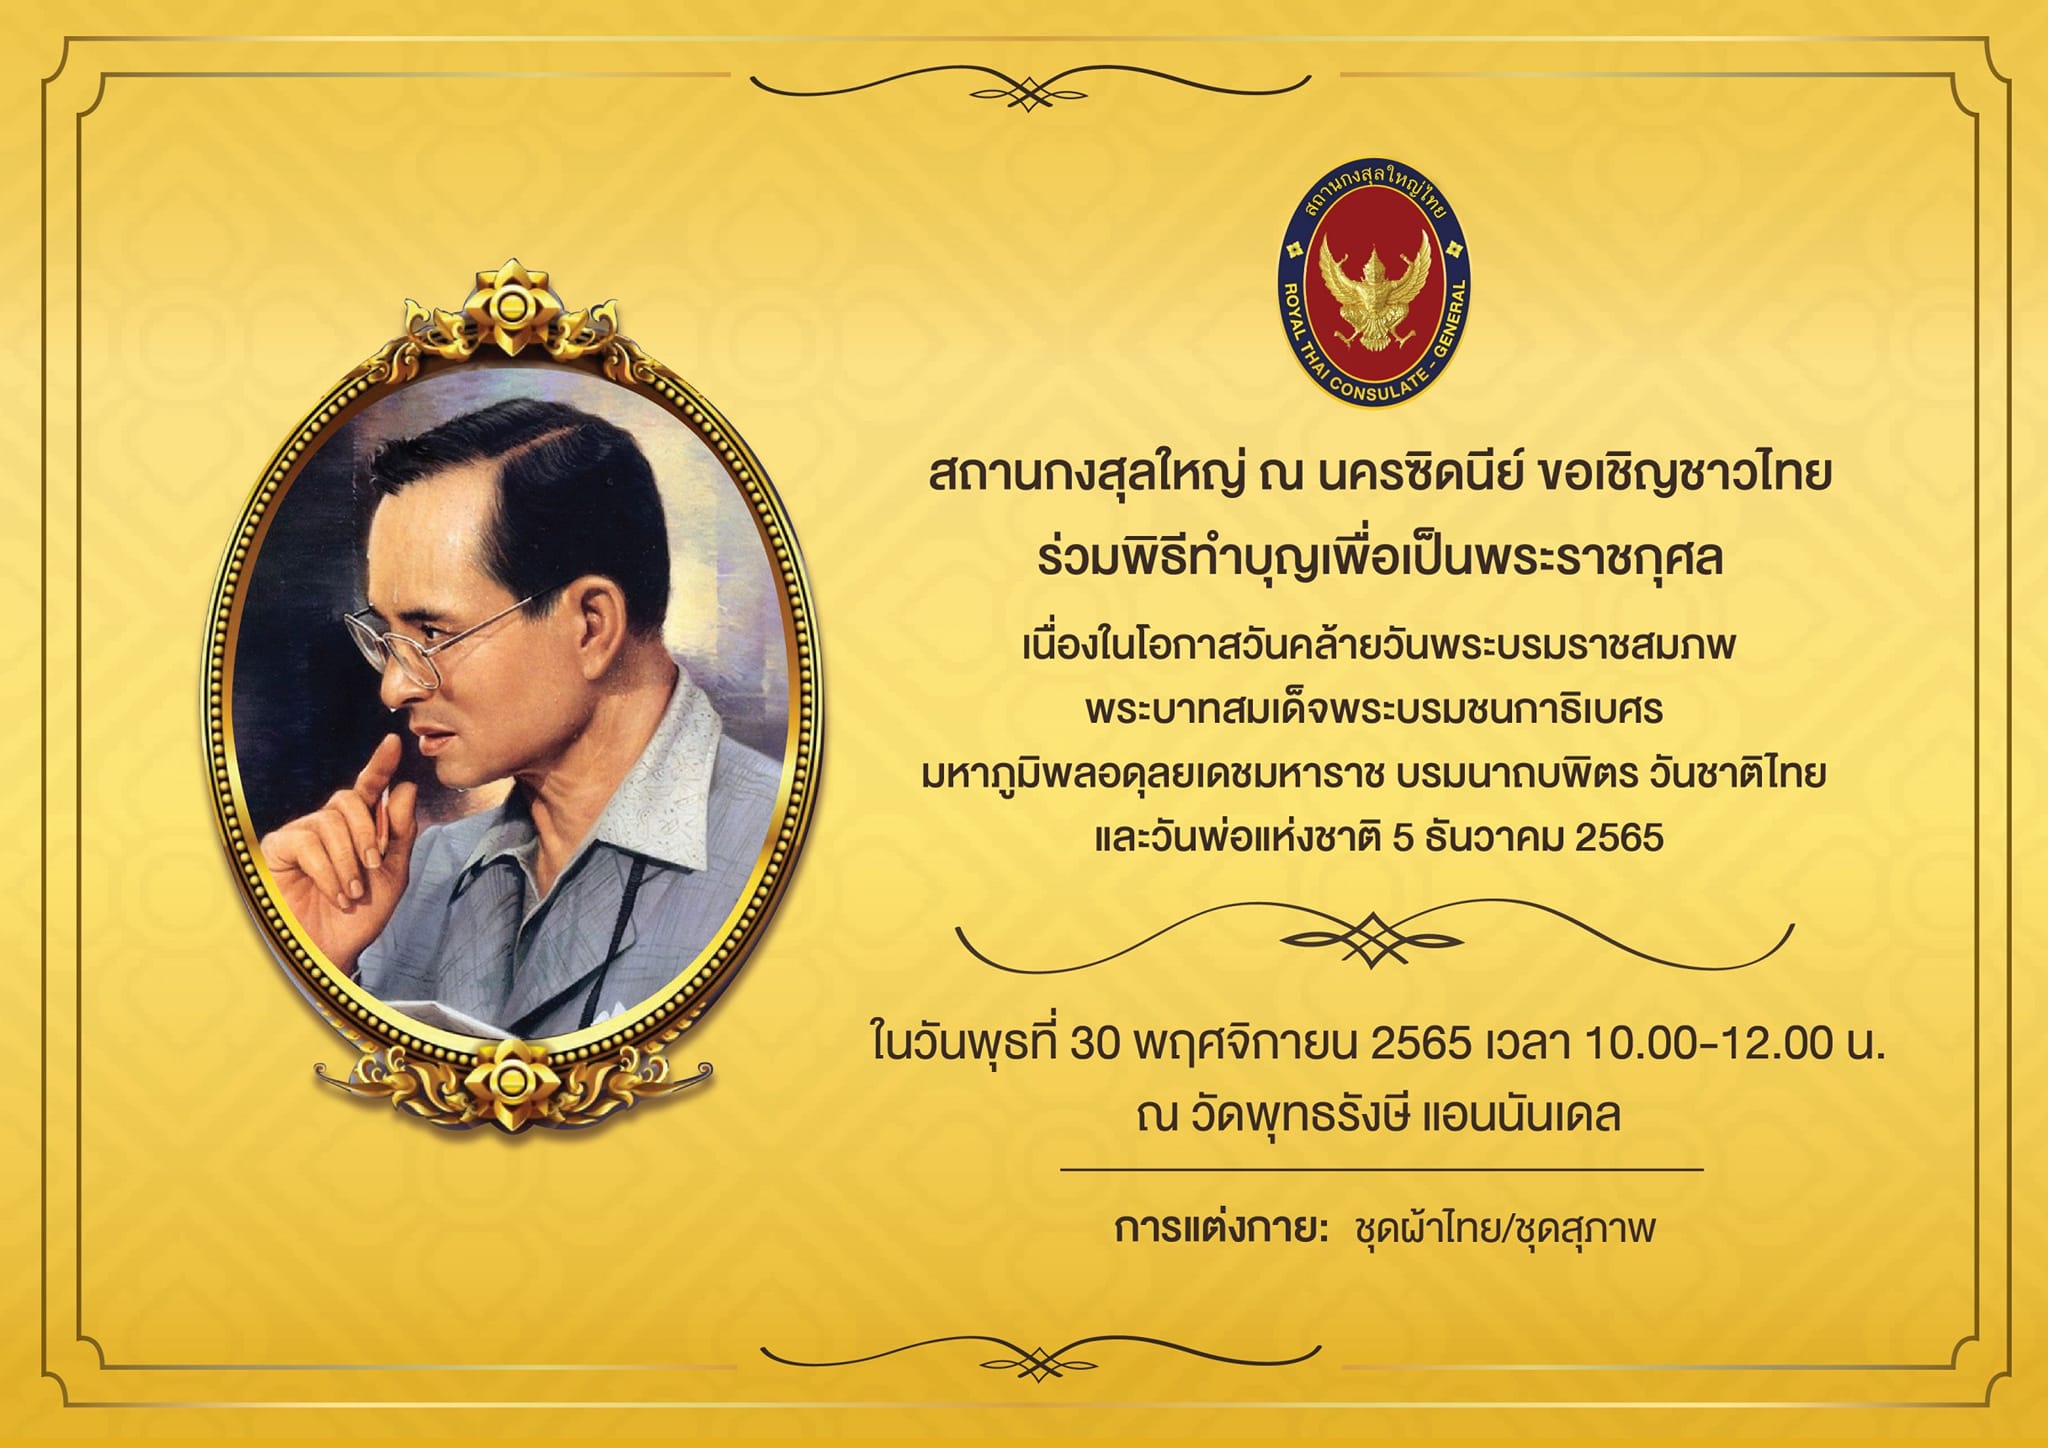 สถานกงสุลใหญ่ไทย
ROYAL THAI CONSULATE - GENERAL
สถานกงสุลใหญ่ ณ นครซิดนีย์ ขอเชิญชาวไทย
ร่วมพิธีทำบุญเพื่อเป็นพระราชกุศล
เนื่องในโอกาสวันคล้ายวันพระบรมราชสมภพ
พระบาทสมเด็จพระบรมชนกาธิเบศร
มหาภูมิพลอดุลยเดชมหาราช บรมนาถบพิตร วันชาติไทย
และวันพ่อแห่งชาติ 5 ธันวาคม 2565
ในวันพุธที่ 30 พฤศจิกายน 2565 เวลา 10.00-12.00 น.
ณ วัดพุทธรังษี แอนนันเดล
การแต่งกาย: ชุดผ้าไทย/ชุดสุภาพ